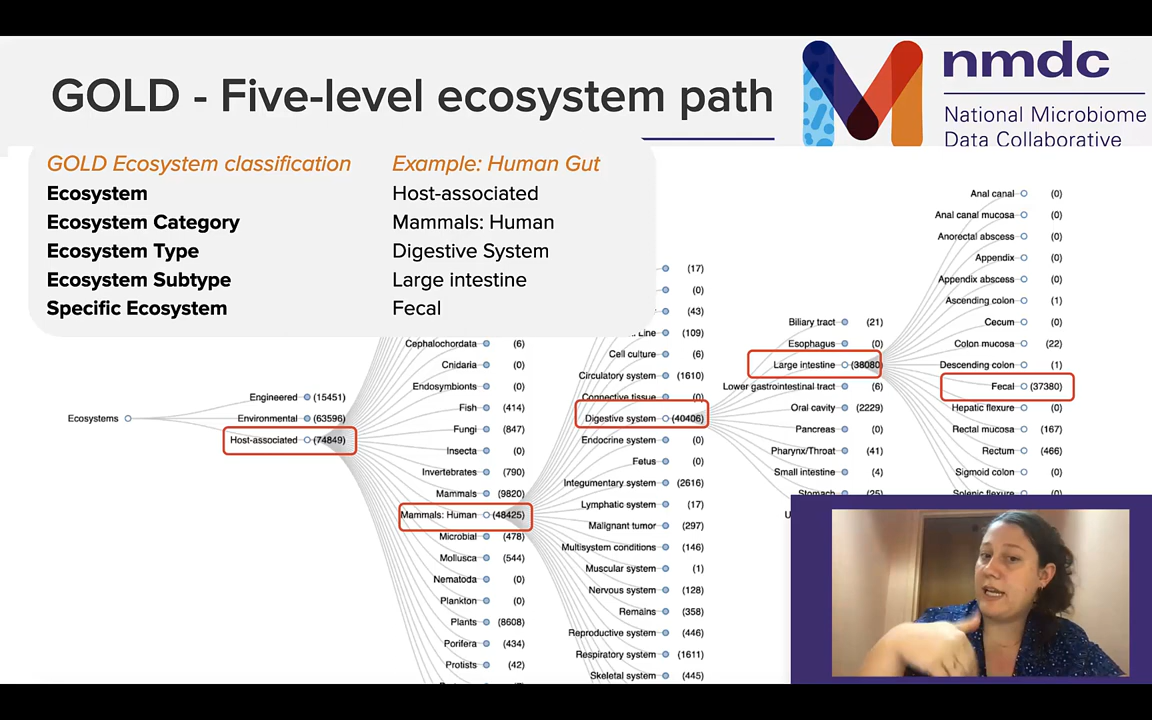 GOLD - Five-level ecosystem path
nmdc
National Microbiome
Data Collaborative
GOLD Ecosystem classification Example: Human Gut
Ecosystem Host-associated
Ecosystem Category Mammals: Human
Ecosystem Type Digestive System
Ecosystem Subtype Large intestine
Specific Ecosystem Fecal
Ecosystems
Engineered (15451)
Environmental (63596)
Host-associated (74849)
Cephalochordata (6)
Cnidaria (0)
Endosymbionts (0)
Fish (414)
Fungi (847)
Insecta (0)
Invertebrates (790)
Mammals (9820)
Mammals: Human (48425)
Microbial (478)
Mollusca (544)
Nematoda (0)
Plankton (0)
Plants (8608)
Porifera (434)
Protists (42)
(17)
(0)
(43)
Line (109)
Cell culture (6)
Circulatory system (1610)
Connective tissue (0)
Digestive system (40406)
Endocrine system (0)
Fetus (0)
Integumentary system (2616)
Lymphatic system (17)
Malignant tumor (297)
Multisystem conditions (146)
Muscular system (1)
Nervous system (128)
Remains (358)
Reproductive system (446)
Respiratory system (1611)
Skeletal system (445)
Biliary tract (21)
Esophagus (0)
Large intestine (38080)
Lower gastrointestinal tract (6)
Oral cavity (2229)
Pancreas (0)
Pharynx/Throat (41)
Small intestine (4)
Stomach (25)
Anal canal (0)
Anal canal mucosa (0)
Anorectal abscess (0)
Appendix (0)
Appendix abscess (0)
Ascending colon (1)
Cecum (0)
Colon mucosa (22)
Descending colon (1)
Fecal (37380)
Hepatic flexure (0)
Rectal mucosa (167)
Rectum (466)
Sigmoid colon (0)
Splenic flexure (0)